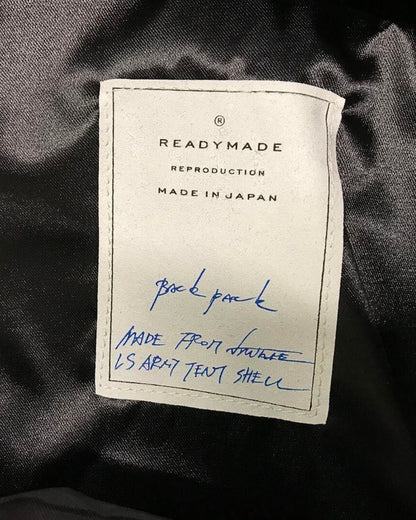 ®
READYMADE
REPRODUCTION
MADE IN JAPAN
Back pack
MADE FROM
US ARMY TENT SHELL